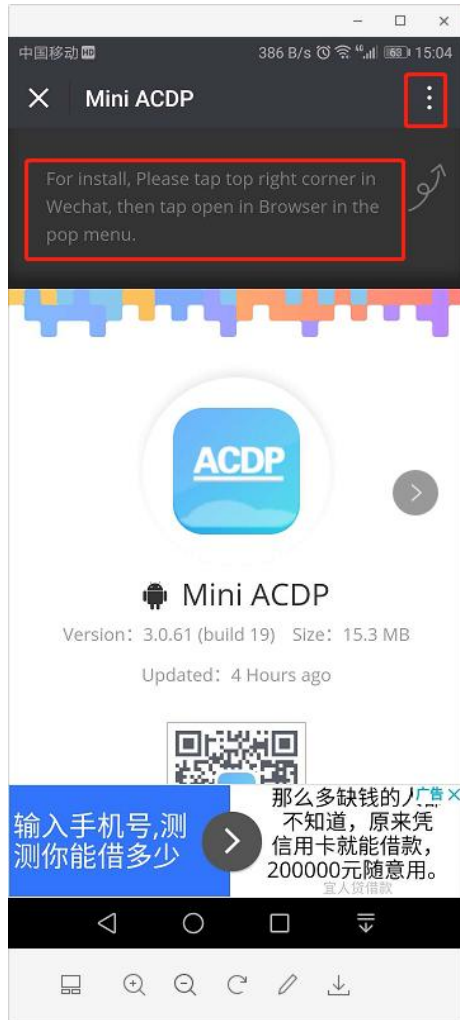 中国移动 HD 386 B/s 46 63 15:04
Mini ACDP
For install, Please tap top right corner in
Wechat, then tap open in Browser in the
pop menu.
ACDP
Mini ACDP
Version: 3.0.61 (build 19) Size: 15.3 MB
Updated: 4 Hours ago
输入手机号,测
测你能借多少
那么多缺钱的人都
广告
不知道，原来凭
信用卡就能借款，
200000元随意用。
宜人贷借款